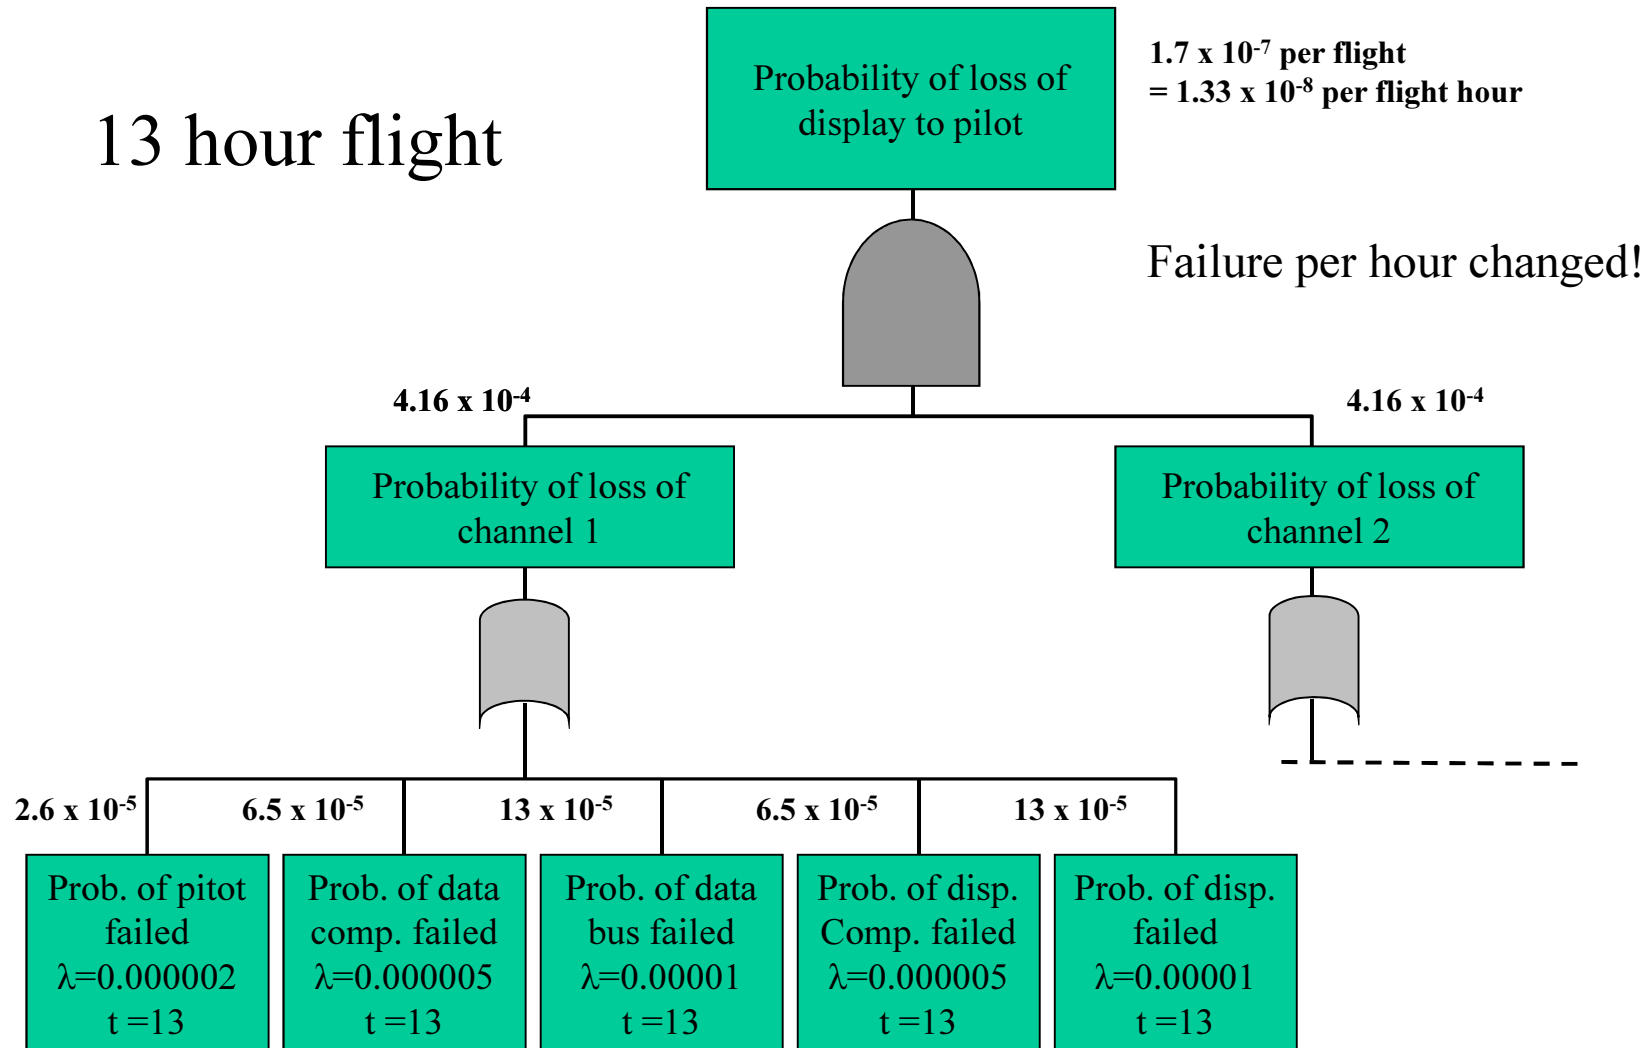 13 hour flight
Probability of loss of
display to pilot
1.7 x 10⁻⁷ per flight
= 1.33 x 10⁻⁸ per flight hour
Failure per hour changed!
4.16 x 10⁻⁴
4.16 x 10⁻⁴
Probability of loss of
channel 1
Probability of loss of
channel 2
2.6 x 10⁻⁵
6.5 x 10⁻⁵
13 x 10⁻⁵
6.5 x 10⁻⁵
13 x 10⁻⁵
Prob. of pitot
failed
λ=0.000002
t =13
Prob. of data
comp. failed
λ=0.000005
t =13
Prob. of data
bus failed
λ=0.00001
t =13
Prob. of disp.
Comp. failed
λ=0.000005
t =13
Prob. of disp.
failed
λ=0.00001
t =13